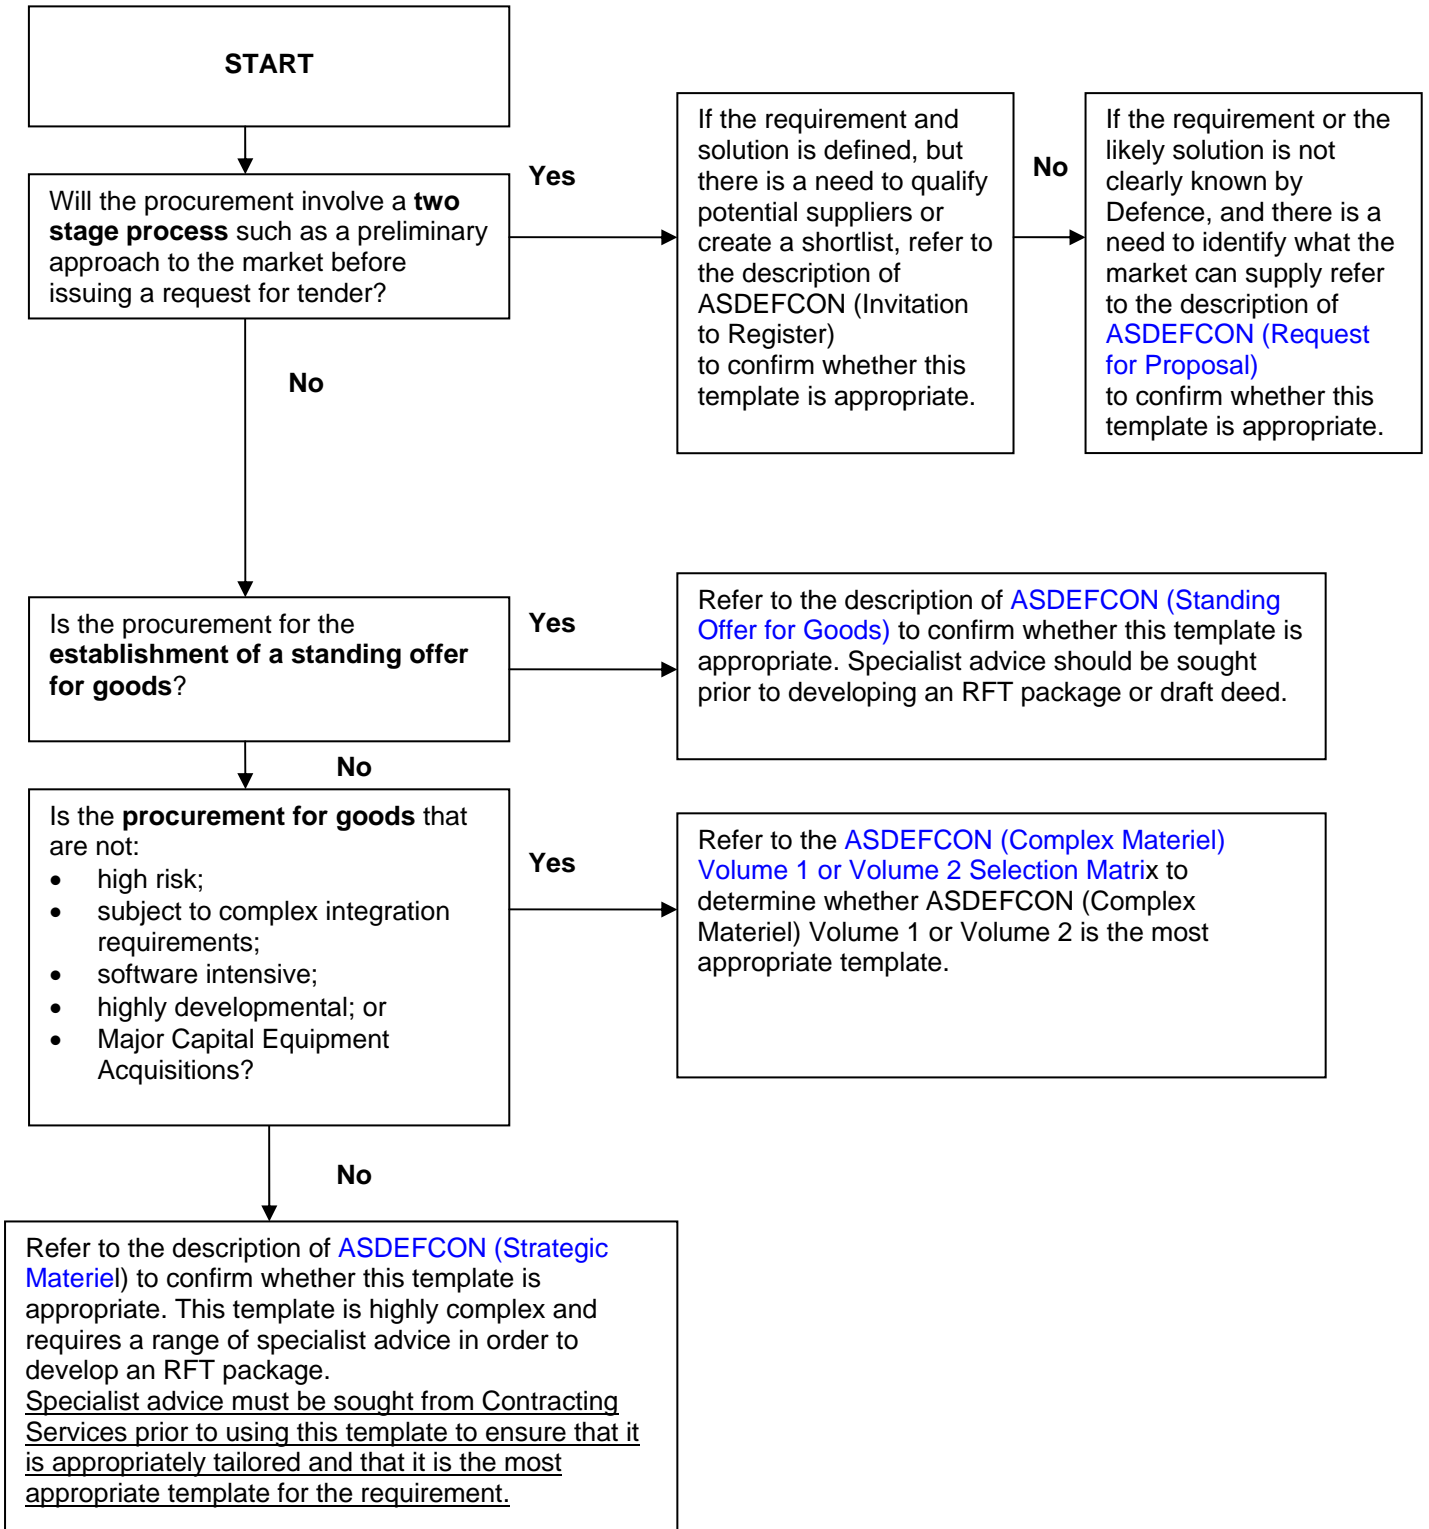 START
Will the procurement involve a two
stage process such as a preliminary
approach to the market before
issuing a request for tender?
Yes
If the requirement and
solution is defined, but
there is a need to qualify
potential suppliers or
create a shortlist, refer to
the description of
ASDEFCON (Invitation
to Register)
to confirm whether this
template is appropriate.
No
If the requirement or the
likely solution is not
clearly known by
Defence, and there is a
need to identify what the
market can supply refer
to the description of
ASDEFCON (Request
for Proposal)
to confirm whether this
template is appropriate.
No
Is the procurement for the
establishment of a standing offer
for goods?
Yes
Refer to the description of ASDEFCON (Standing
Offer for Goods) to confirm whether this template is
appropriate. Specialist advice should be sought
prior to developing an RFT package or draft deed.
No
Is the procurement for goods that
are not:
• high risk;
• subject to complex integration
requirements;
• software intensive;
• highly developmental; or
• Major Capital Equipment
Acquisitions?
Yes
Refer to the ASDEFCON (Complex Materiel)
Volume 1 or Volume 2 Selection Matrix to
determine whether ASDEFCON (Complex
Materiel) Volume 1 or Volume 2 is the most
appropriate template.
No
Refer to the description of ASDEFCON (Strategic
Materiel) to confirm whether this template is
appropriate. This template is highly complex and
requires a range of specialist advice in order to
develop an RFT package.
Specialist advice must be sought from Contracting
Services prior to using this template to ensure that it
is appropriately tailored and that it is the most
appropriate template for the requirement.